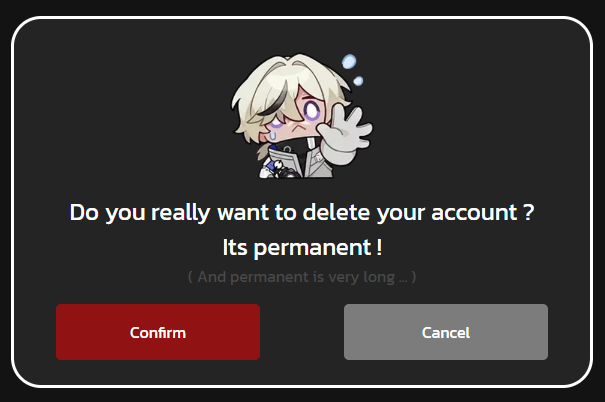 Do you really want to delete your account ?
Its permanent !
( And permanent is very long ... )
Confirm
Cancel